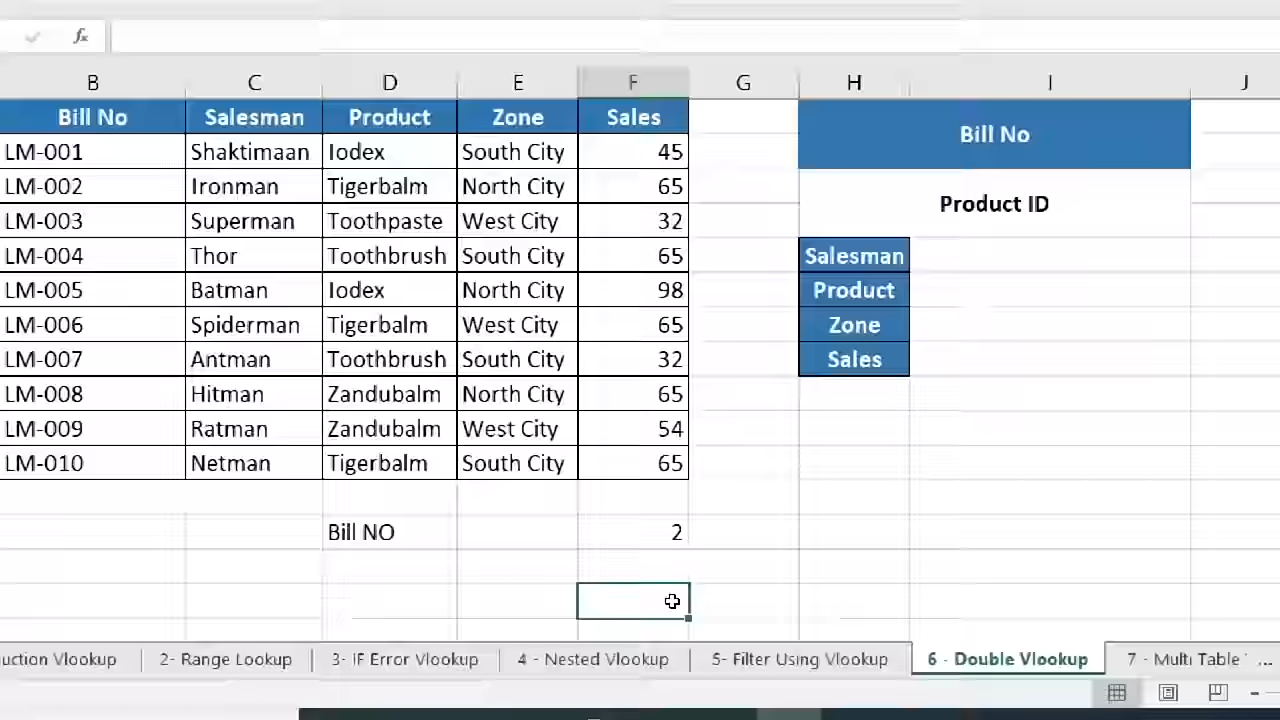 fx
B C D E F G H I J
Bill No Salesman Product Zone Sales
Bill No
LM-001 Shaktimaan Iodex South City 45
LM-002 Ironman Tigerbalm North City 65
Product ID
LM-003 Superman Toothpaste West City 32
LM-004 Thor Toothbrush South City 65 Salesman
LM-005 Batman Iodex North City 98 Product
LM-006 Spiderman Tigerbalm West City 65 Zone
LM-007 Antman Toothbrush South City 32 Sales
LM-008 Hitman Zandubalm North City 65
LM-009 Ratman Zandubalm West City 54
LM-010 Netman Tigerbalm South City 65
Bill NO 2
uction Vlookup 2- Range Lookup 3- IF Error Vlookup 4 - Nested Vlookup 5- Filter Using Vlookup 6 - Double Vlookup 7 - Multi Table ...